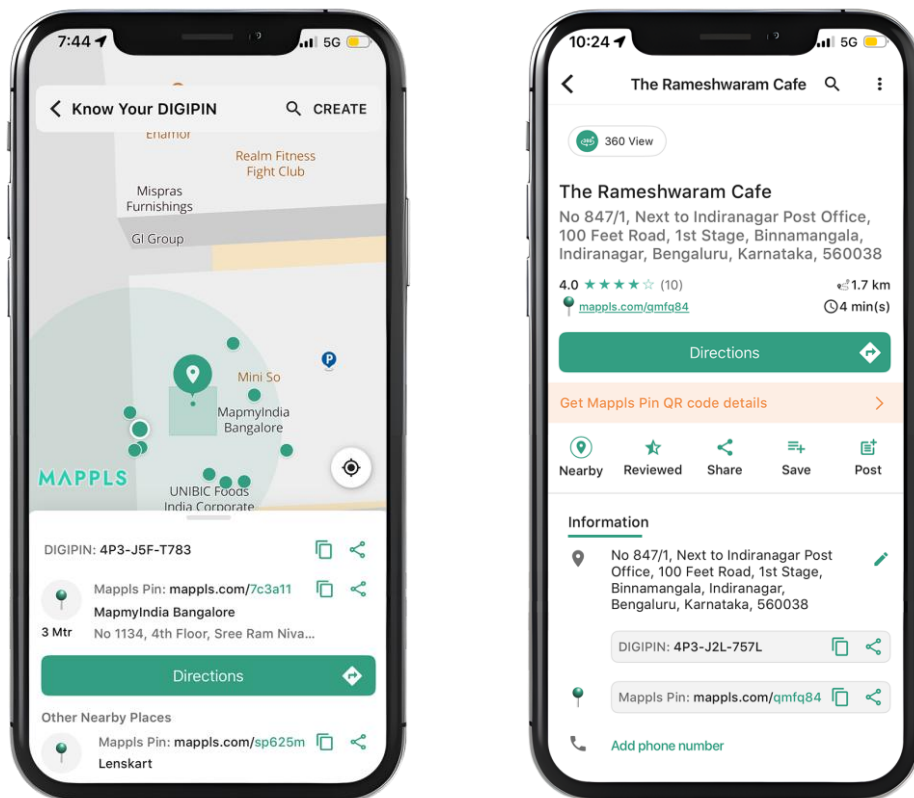 7:44
5G
Know Your DIGIPIN
CREATE
Enamor
Realm Fitness
Fight Club
Mispras
Furnishings
GI Group
P
Mini So
MapmyIndia
Bangalore
MAPPLS
UNIBIC Foods
India Corporate
DIGIPIN: 4P3-J5F-T783
Mappls Pin: mappls.com/7c3a11
MapmyIndia Bangalore
3 Mtr
No 1134, 4th Floor, Sree Ram Niva...
Directions
Other Nearby Places
Mappls Pin: mappls.com/sp625m
Lenskart
10:24
5G
The Rameshwaram Cafe
360 View
The Rameshwaram Cafe
No 847/1, Next to Indiranagar Post Office,
100 Feet Road, 1st Stage, Binnamangala,
Indiranagar, Bengaluru, Karnataka, 560038
4.0 ★★★★☆ (10)
1.7 km
mappls.com/qmfq84
4 min(s)
Directions
Get Mappls Pin QR code details
Nearby
Reviewed
Share
Save
Post
Information
No 847/1, Next to Indiranagar Post
Office, 100 Feet Road, 1st Stage,
Binnamangala, Indiranagar,
Bengaluru, Karnataka, 560038
DIGIPIN: 4P3-J2L-757L
Mappls Pin: mappls.com/qmfq84
Add phone number